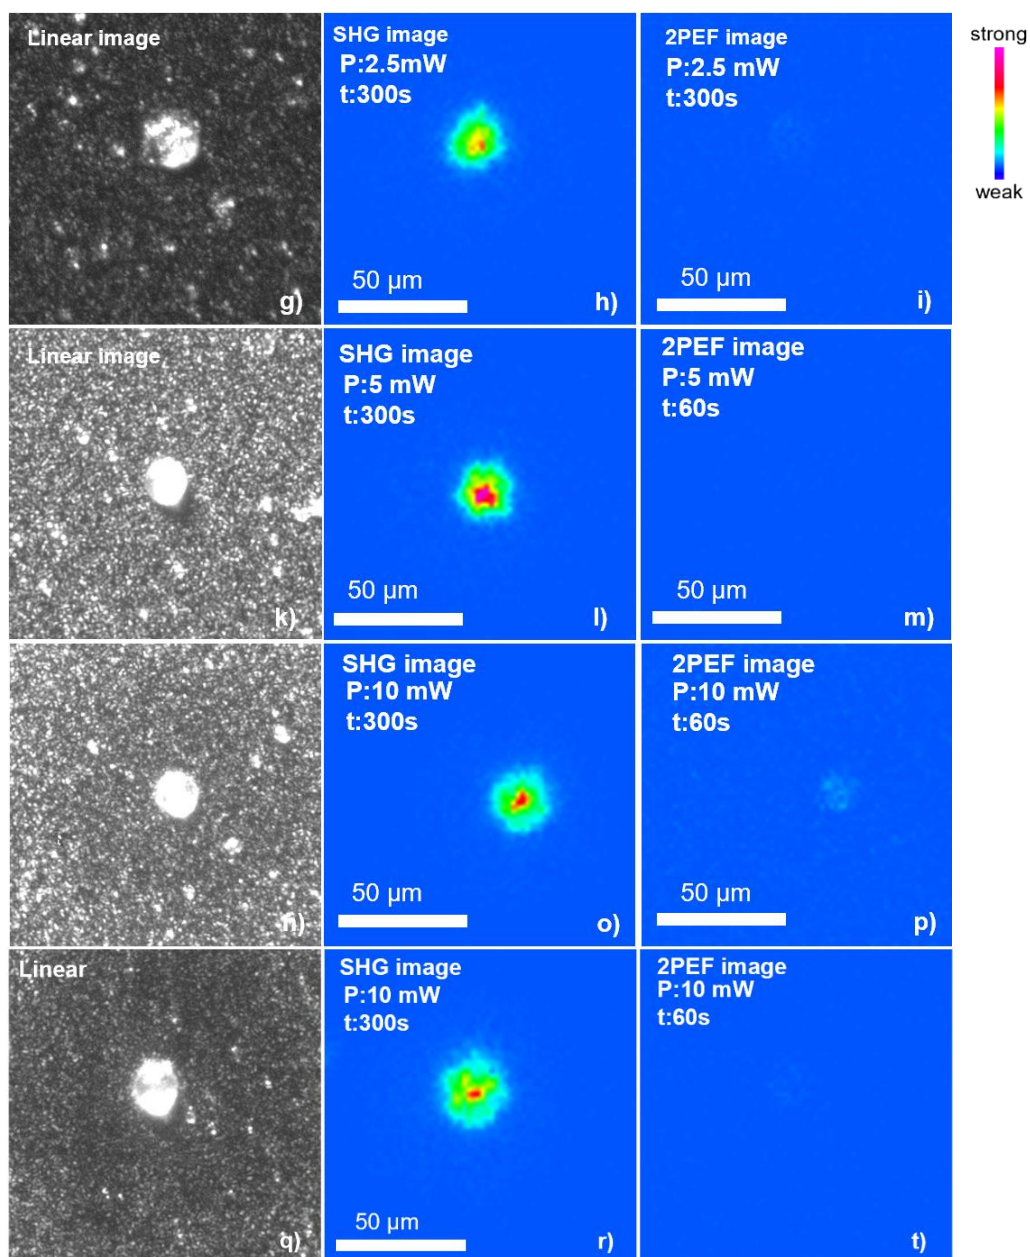 Linear image
SHG image
P:2.5mW
t:300s
2PEF image
P:2.5 mW
t:300s
strong
weak
50 µm
50 µm
g)
h)
i)
Linear image
SHG image
P:5 mW
t:300s
2PEF image
P:5 mW
t:60s
50 µm
50 µm
k)
l)
m)
SHG image
P:10 mW
t:300s
2PEF image
P:10 mW
t:60s
50 µm
50 µm
n)
o)
p)
Linear
SHG image
P:10 mW
t:300s
2PEF image
P:10 mW
t:60s
50 µm
q)
r)
t)